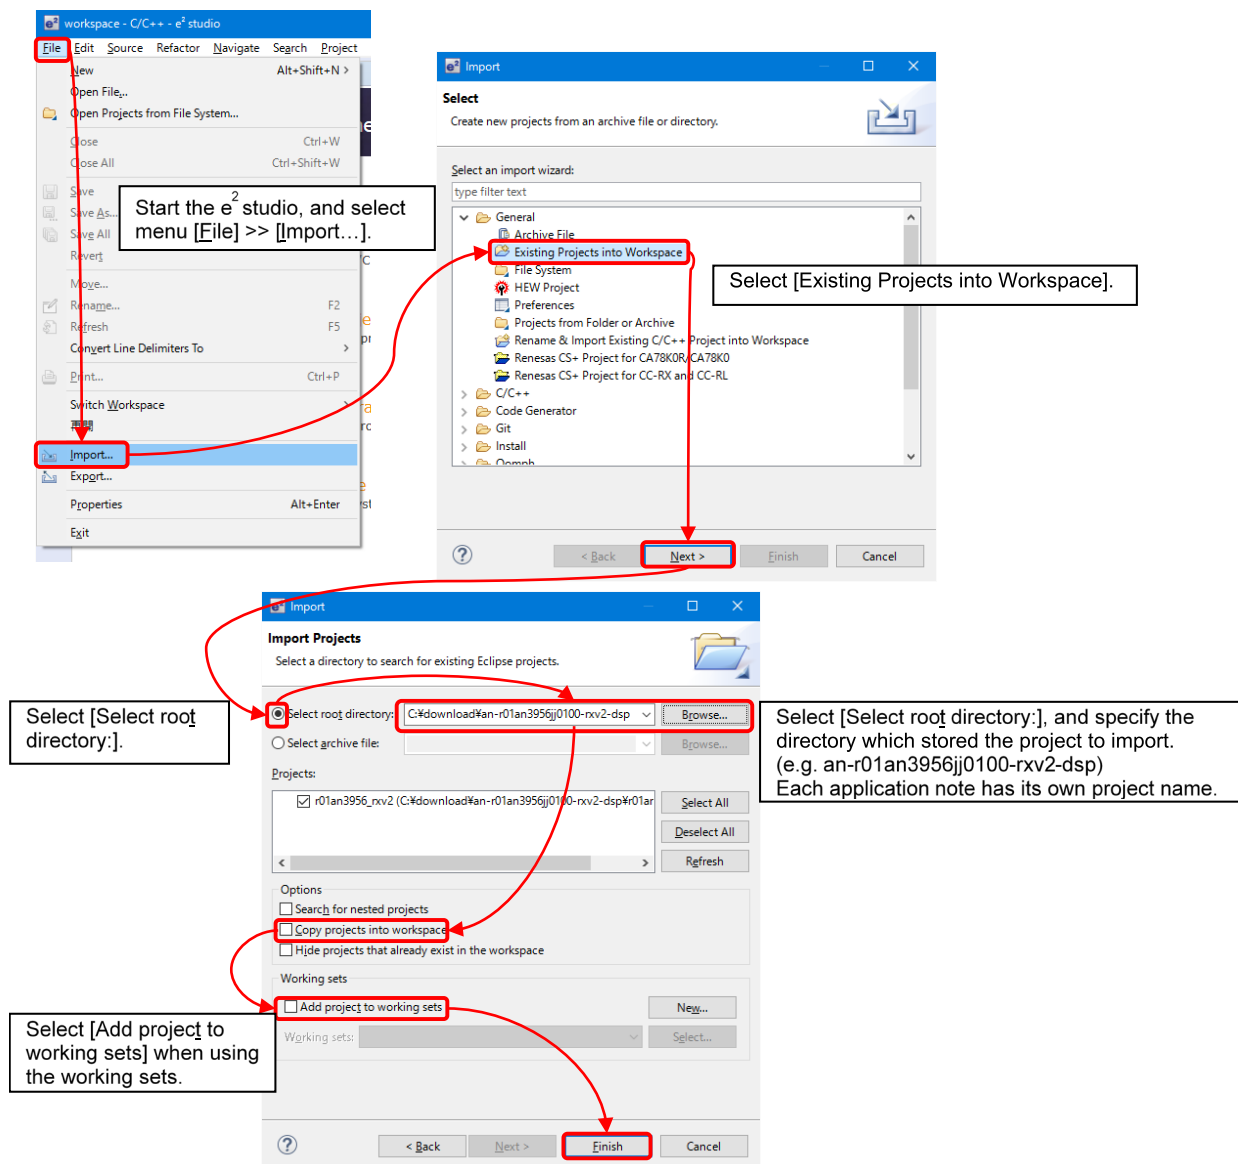 e² workspace - C/C++ - e² studio
File Edit Source Refactor Navigate Search Project
New Alt+Shift+N >
Open File...
Open Projects from File System...
Close Ctrl+W
Close All Ctrl+Shift+W
Save
Save As...
Save All
Revert
Move...
Rename... F2
Refresh F5
Convert Line Delimiters To >
Print... Ctrl+P
Switch Workspace >
再開
Import...
Export...
Properties Alt+Enter
Exit
Start the e² studio, and select
menu [File] >> [Import…].
e² Import
Select
Create new projects from an archive file or directory.
Select an import wizard:
type filter text
General
Archive File
Existing Projects into Workspace
File System
HEW Project
Preferences
Projects from Folder or Archive
Rename & Import Existing C/C++ Project into Workspace
Renesas CS+ Project for CA78K0R/CA78K0
Renesas CS+ Project for CC-RX and CC-RL
C/C++
Code Generator
Git
Install
Oomph
< Back Next > Finish Cancel
Select [Existing Projects into Workspace].
e² Import
Import Projects
Select a directory to search for existing Eclipse projects.
Select root directory: C:¥download¥an-r01an3956jj0100-rxv2-dsp Browse...
Select archive file: Browse...
Projects:
r01an3956_rxv2 (C:¥download¥an-r01an3956jj0100-rxv2-dsp¥r01ar
Select All
Deselect All
Refresh
Options
Search for nested projects
Copy projects into workspace
Hide projects that already exist in the workspace
Working sets
Add project to working sets New...
Working sets: Select...
< Back Next > Finish Cancel
Select [Select root
directory:].
Select [Select root directory:], and specify the
directory which stored the project to import.
(e.g. an-r01an3956jj0100-rxv2-dsp)
Each application note has its own project name.
Select [Add project to
working sets] when using
the working sets.